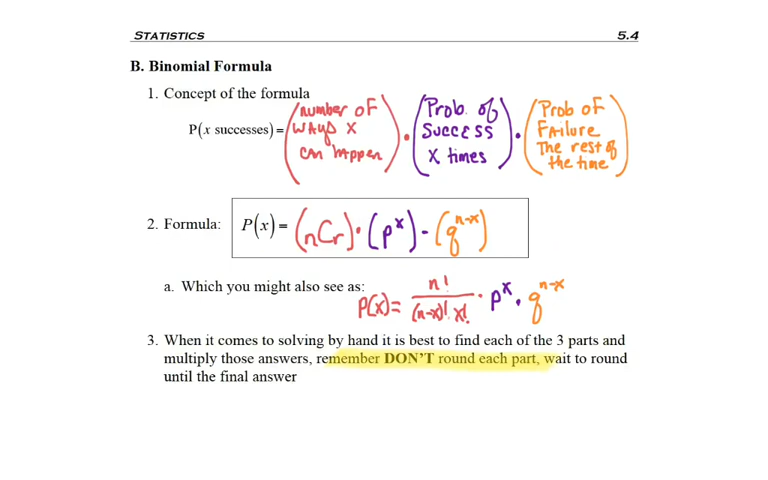 STATISTICS 5.4
B. Binomial Formula
1. Concept of the formula
P(x successes) = (number of ways x can happen) · (Prob. of Success x times) · (Prob of Failure The rest of the time)
2. Formula: P(x) = (nCr) · (p^x) - (q^{n-x})
a. Which you might also see as:
P(x) = n! / (n-x)! · x! · p^x · q^{n-x}
3. When it comes to solving by hand it is best to find each of the 3 parts and
multiply those answers, remember DON'T round each part, wait to round
until the final answer